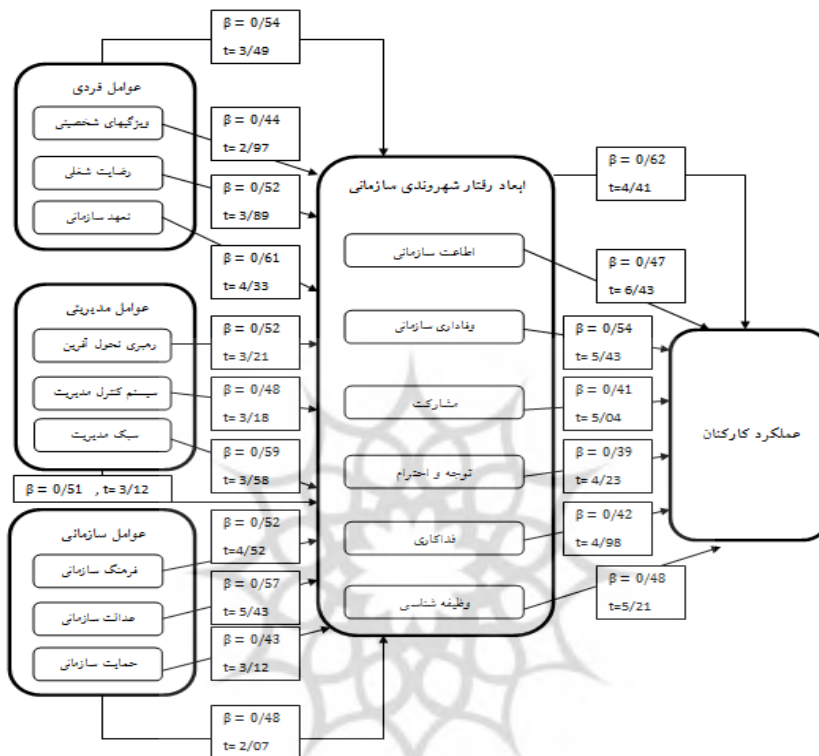 β = 0/54
t= 3/49
عوامل فردی
ویژگیهای شخصیتی
رضایت شغلی
تعهد سازمانی
β = 0/44
t= 2/97
β = 0/52
t= 3/89
β = 0/61
t= 4/33
عوامل مدیریتی
رهبری تحول آفرین
سیستم کنترل مدیریت
سبک مدیریت
β = 0/52
t= 3/21
β = 0/48
t= 3/18
β = 0/59
t= 3/58
β = 0/51 , t= 3/12
عوامل سازمانی
فرهنگ سازمانی
عدالت سازمانی
حمایت سازمانی
β = 0/52
t=4/52
β = 0/57
t= 5/43
β = 0/43
t= 3/12
β = 0/48
t= 2/07
ابعاد رفتار شهروندی سازمانی
اطاعت سازمانی
وفاداری سازمانی
مشارکت
توجه و احترام
فداکاری
وظیفه شناسی
β = 0/62
t=4/41
β = 0/47
t= 6/43
β = 0/54
t= 5/43
β = 0/41
t= 5/04
β = 0/39
t= 4/23
β = 0/42
t= 4/98
β = 0/48
t=5/21
عملکرد کارکنان